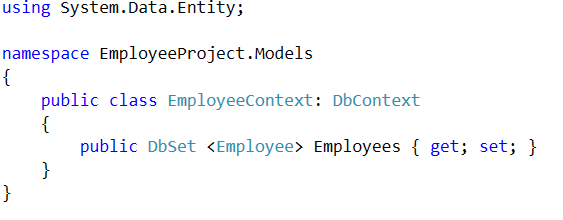 using System.Data.Entity;
namespace EmployeeProject.Models
{
    public class EmployeeContext: DbContext
    {
        public DbSet <Employee> Employees { get; set; }
    }
}